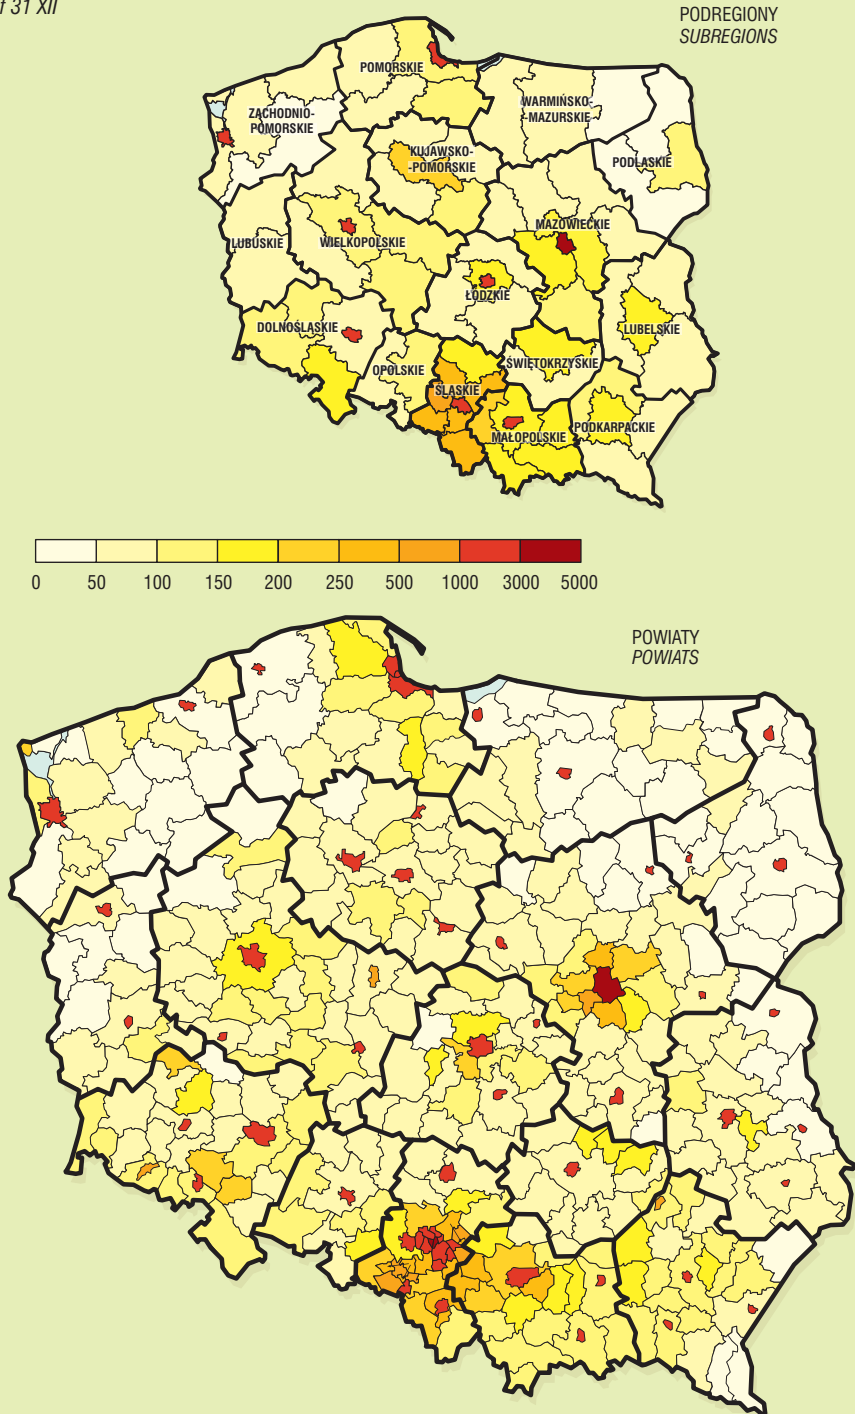 31 XII
PODREGIONY
SUBREGIONS
POMORSKIE
WARMIŃSKO-
MAZURSKIE
ZACHODNIO-
POMORSKIE
KUJAWSKO-
-POMORSKIE
PODLASKIE
MAZOWIECKIE
LUBUSKIE
WIELKOPOLSKIE
ŁÓDZKIE
DOLNOŚLĄSKIE
LUBELSKIE
OPOLSKIE
ŚWIĘTOKRZYSKIE
ŚLĄSKIE
MAŁOPOLSKIE
PODKARPACKIE
0 50 100 150 200 250 500 1000 3000 5000
POWIATY
POWIATS